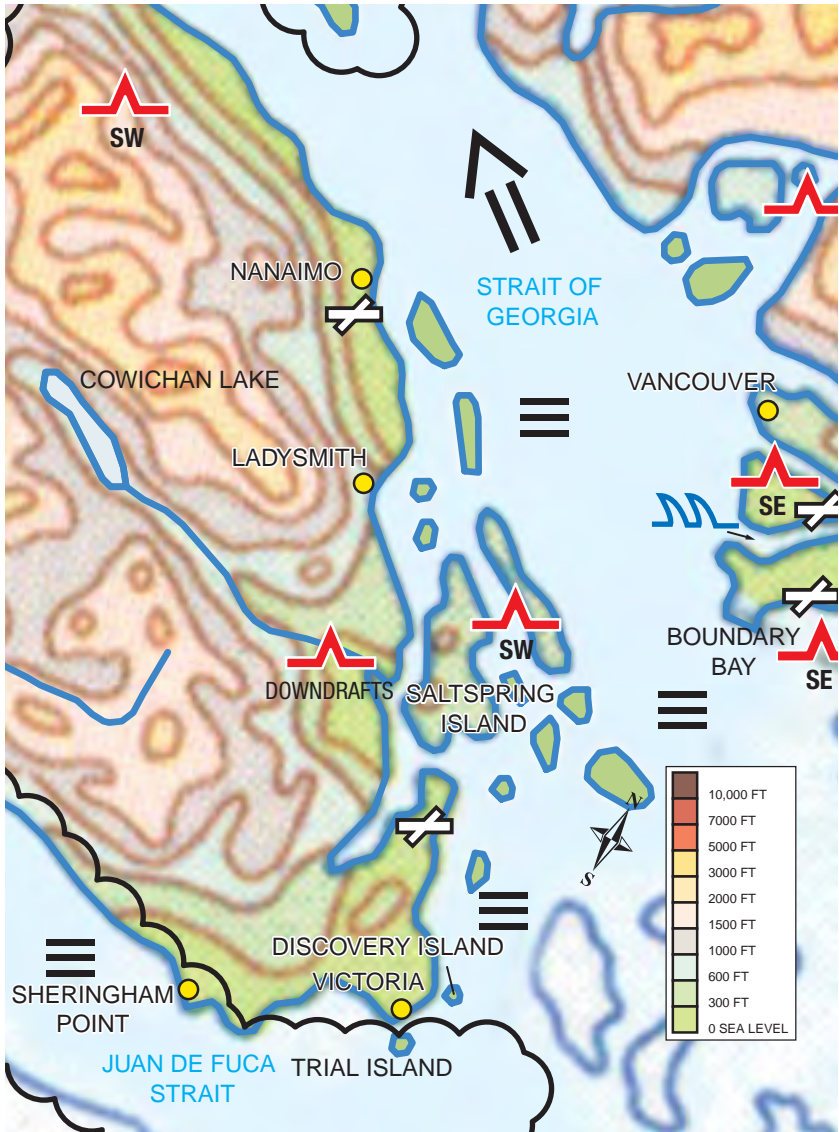 SW
NANAIMO
STRAIT OF
GEORGIA
COWICHAN LAKE
VANCOUVER
LADYSMITH
SE
SW
BOUNDARY
BAY
SE
DOWNDRAFTS
SALTSPRING
ISLAND
N
S
10,000 FT
7000 FT
5000 FT
3000 FT
2000 FT
1500 FT
1000 FT
600 FT
300 FT
0 SEA LEVEL
DISCOVERY ISLAND
VICTORIA
SHERINGHAM
POINT
JUAN DE FUCA
STRAIT
TRIAL ISLAND